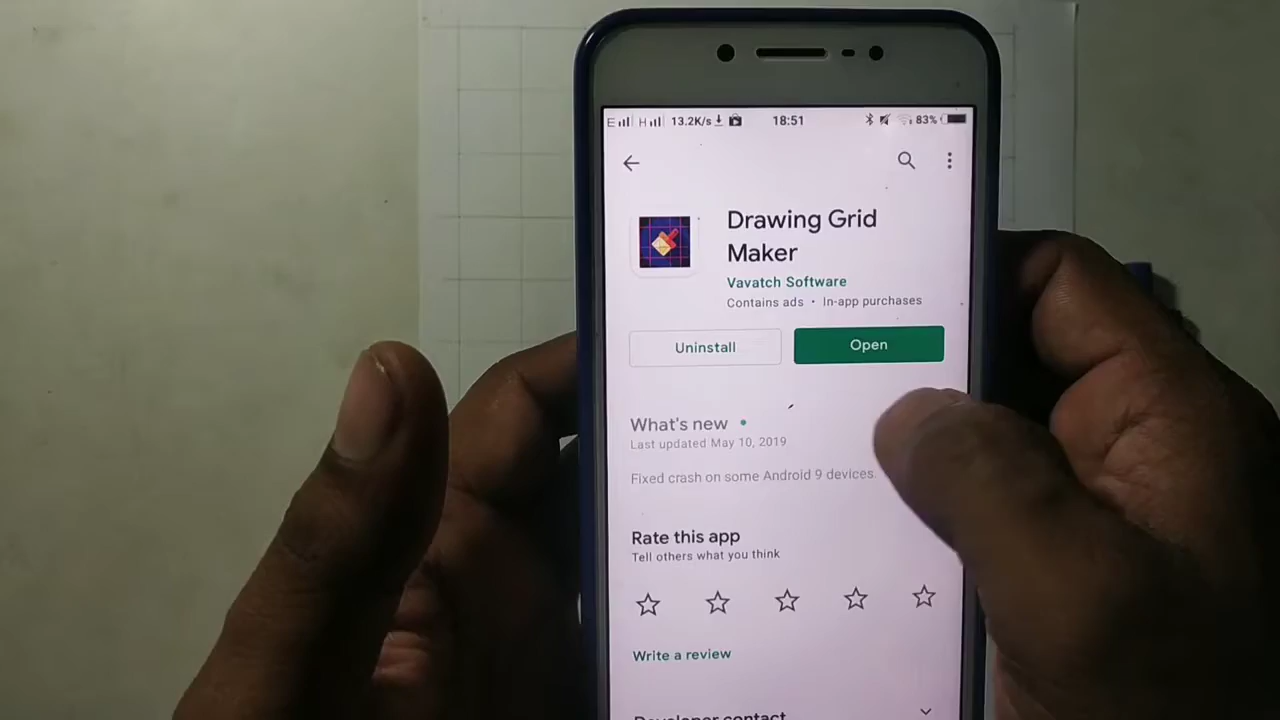 E H 13.2K/s 18:51 83%
Drawing Grid
Maker
Vavatch Software
Contains ads • In-app purchases
Uninstall Open
What's new •
Last updated May 10, 2019
Fixed crash on some Android 9 devices.
Rate this app
Tell others what you think
Write a review
Developer contact